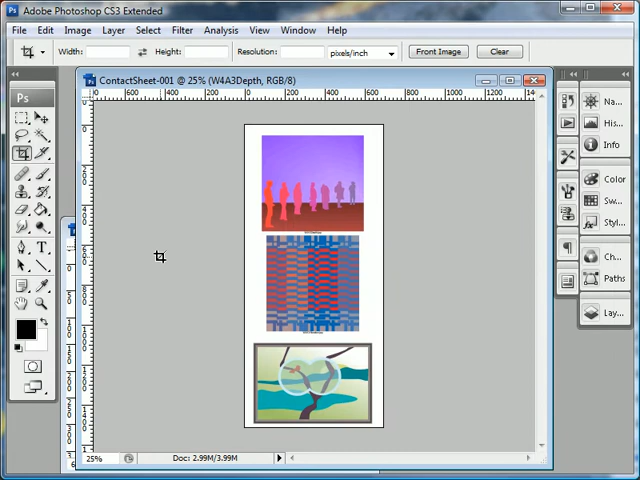 Adobe Photoshop CS3 Extended
File Edit Image Layer Select Filter Analysis View Window Help
Width: Height: Resolution: pixels/inch Front Image Clear
ContactSheet-001 @ 25% (W4A3Depth, RGB/8)
Ps
Na...
His...
Info
Color
Sw...
Styl...
Ch...
Paths
Lay...
25% Doc: 2.99M/3.99M